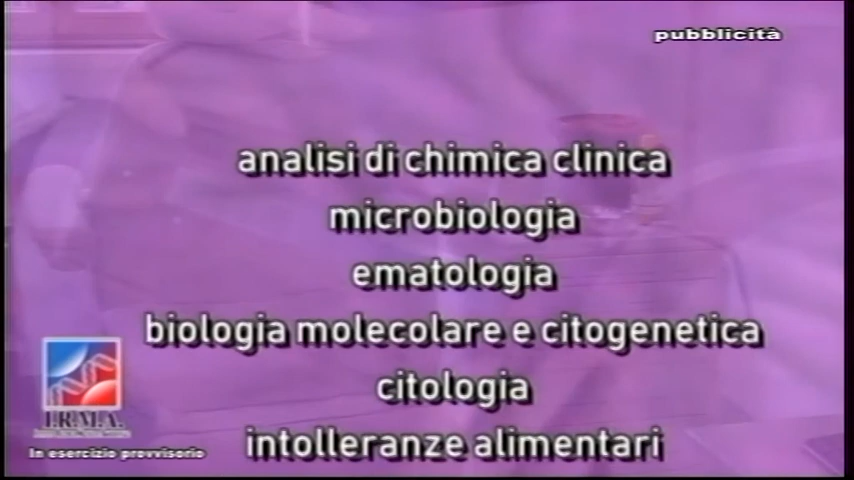 pubblicità
analisi di chimica clinica
microbiologia
ematologia
biologia molecolare e citogenetica
citologia
intolleranze alimentari
I.R.M.A.
In esercizio provvisorio